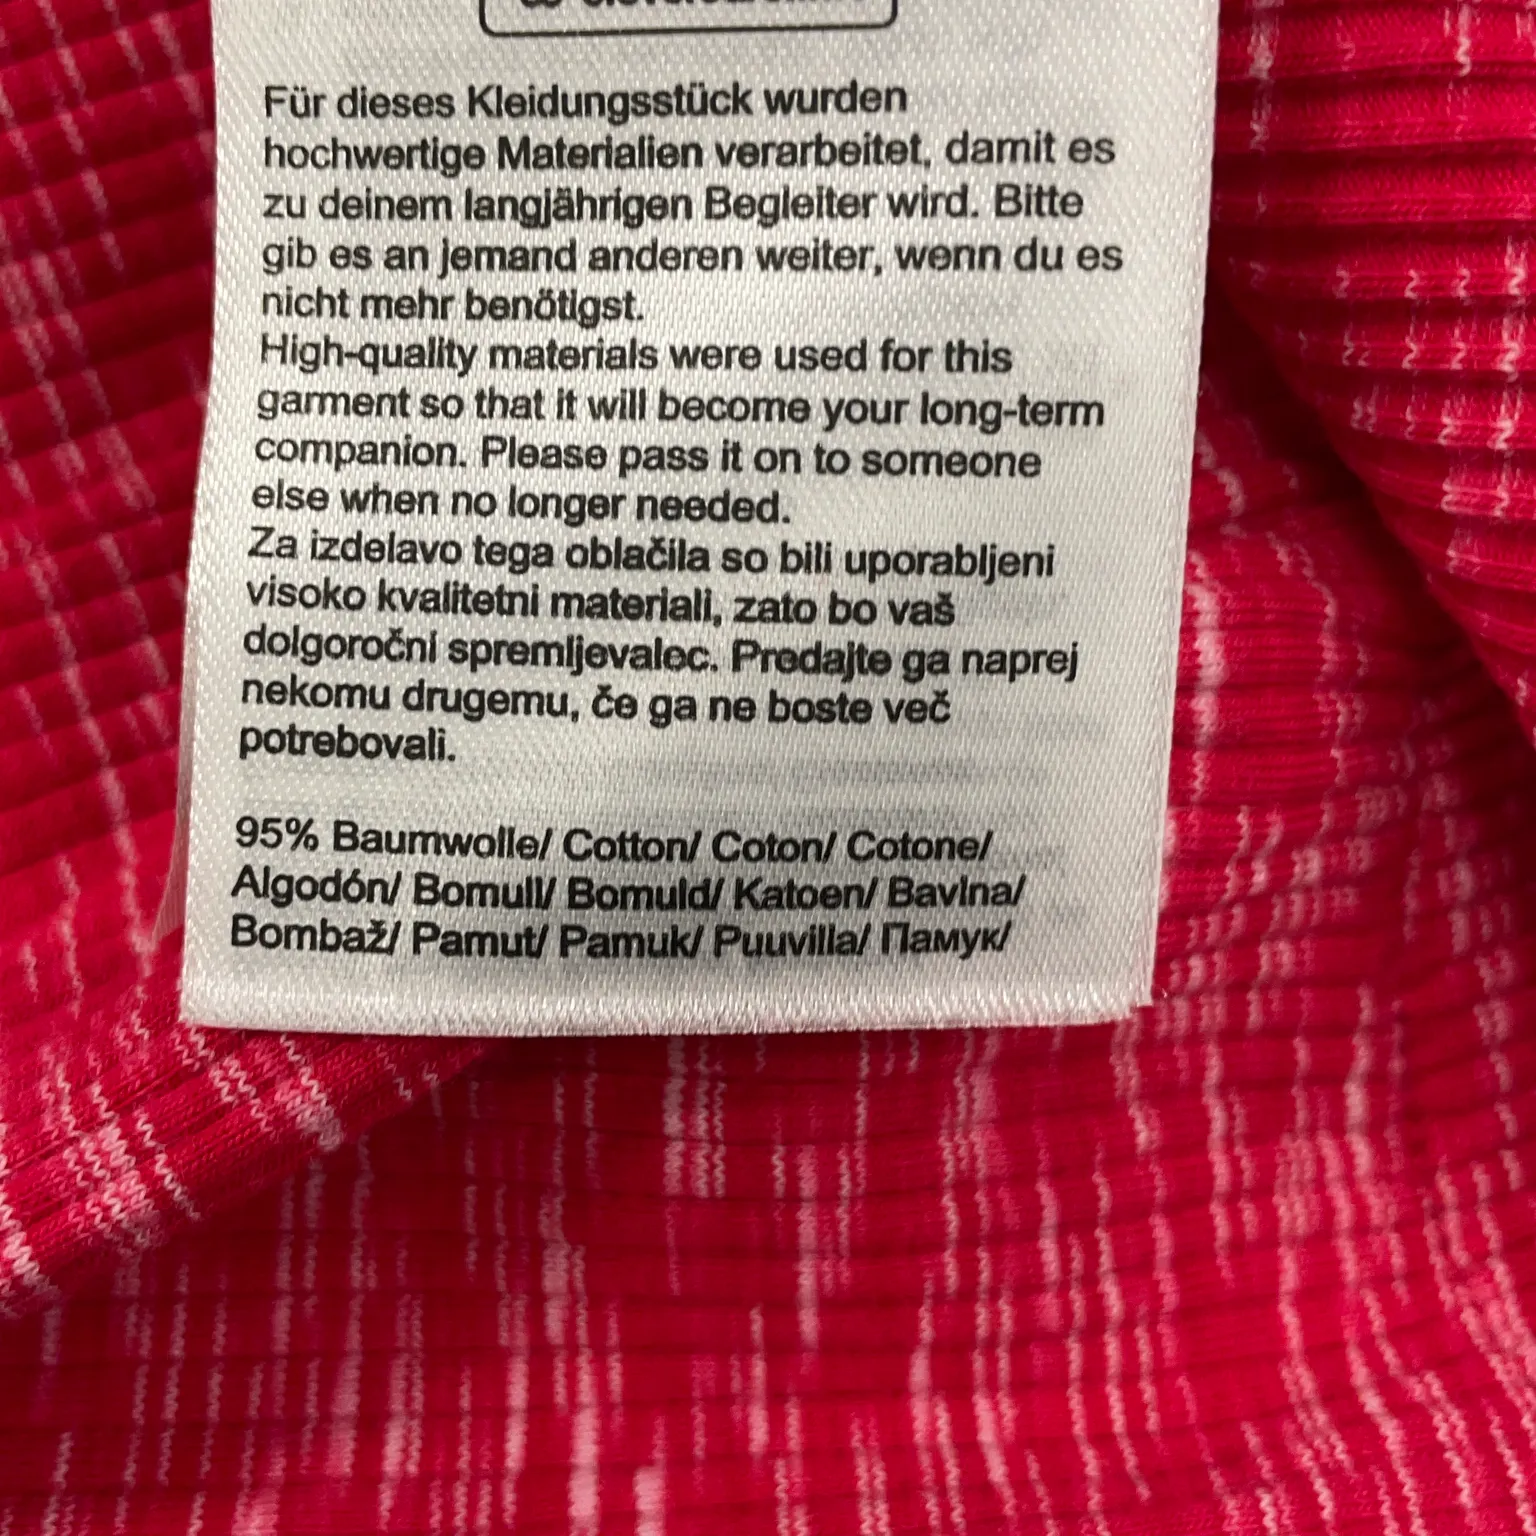 Für dieses Kleidungsstück wurden
hochwertige Materialien verarbeitet, damit es
zu deinem langjährigen Begleiter wird. Bitte
gib es an jemand anderen weiter, wenn du es
nicht mehr benötigst.
High-quality materials were used for this
garment so that it will become your long-term
companion. Please pass it on to someone
else when no longer needed.
Za izdelavo tega oblačila so bili uporabljeni
visoko kvalitetni materiali, zato bo vaš
dolgoročni spremljevalec. Predajte ga naprej
nekomu drugemu, če ga ne boste več
potrebovali.
95% Baumwolle/ Cotton/ Coton/ Cotone/
Algodón/ Bomull/ Bomuld/ Katoen/ Bavlna/
Bombaž/ Pamut/ Pamuk/ Puuvilla/ Памук/